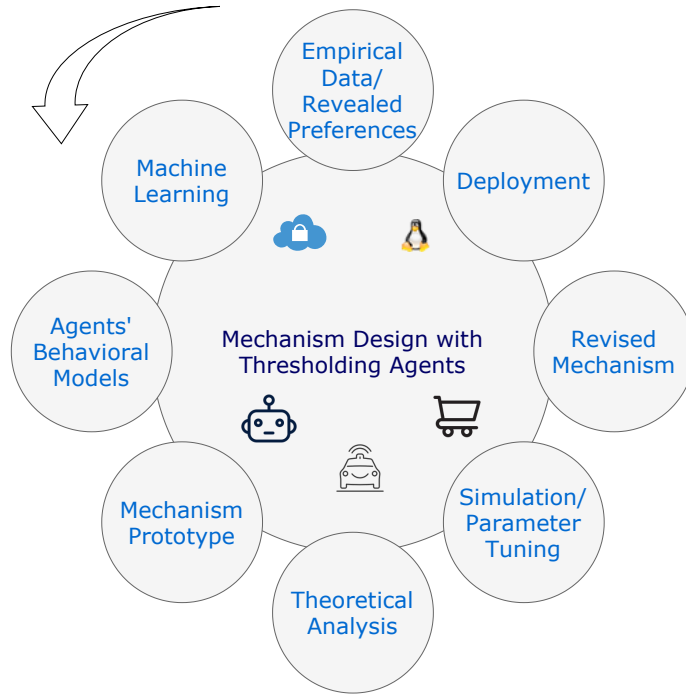 Empirical
Data/
Revealed
Preferences
Machine
Learning
Deployment
Agents'
Behavioral
Models
Mechanism Design with
Thresholding Agents
Revised
Mechanism
Mechanism
Prototype
Simulation/
Parameter
Tuning
Theoretical
Analysis